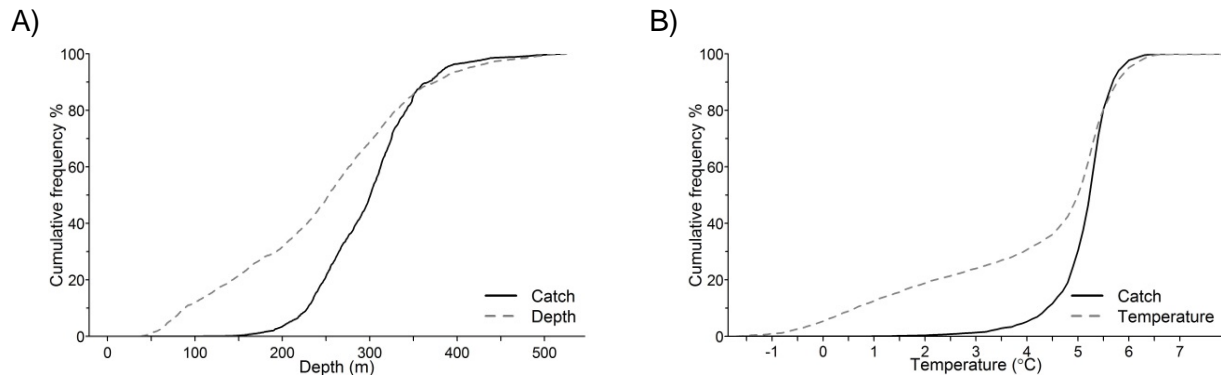 A)
Cumulative frequency %
100
80
60
40
20
0
Catch
Depth
0 100 200 300 400 500
Depth (m)
B)
Cumulative frequency %
100
80
60
40
20
0
Catch
Temperature
-1 0 1 2 3 4 5 6 7
Temperature (°C)